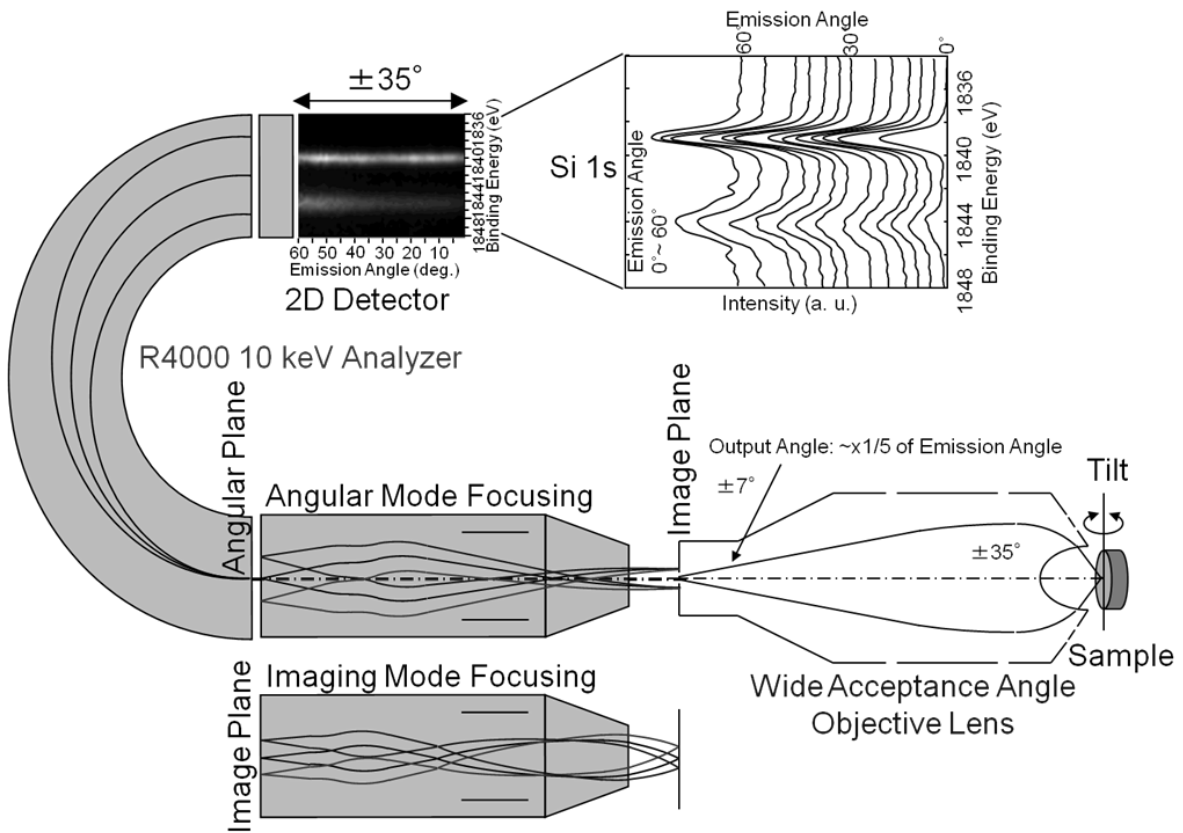 Emission Angle
60°
30°
0°
±35°
1836
1840
1844
1848
Binding Energy (eV)
60 50 40 30 20 10
Emission Angle (deg.)
2D Detector
Si 1s
Emission Angle
0°~ 60°
1836
1840
1844
1848
Binding Energy (eV)
Intensity (a. u.)
R4000 10 keV Analyzer
Angular Plane
Angular Mode Focusing
Image Plane
Output Angle: ~x1/5 of Emission Angle
±7°
±35°
Tilt
Sample
Wide Acceptance Angle
Objective Lens
Imaging Mode Focusing
Image Plane